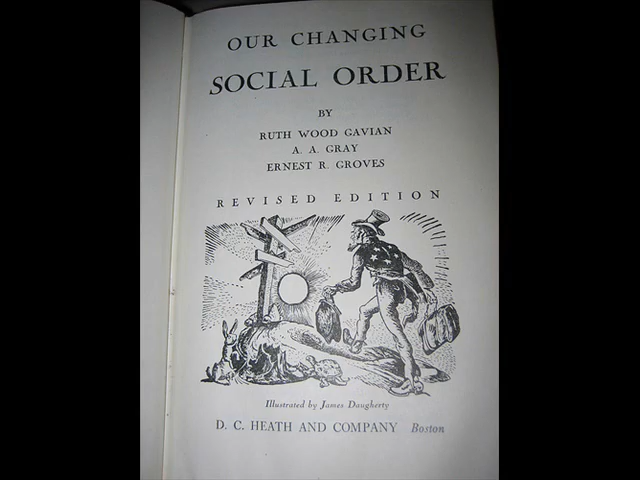 OUR CHANGING
SOCIAL ORDER
BY
RUTH WOOD GAVIAN
A. A. GRAY
ERNEST R. GROVES
REVISED EDITION
Illustrated by James Daugherty
D. C. HEATH AND COMPANY Boston